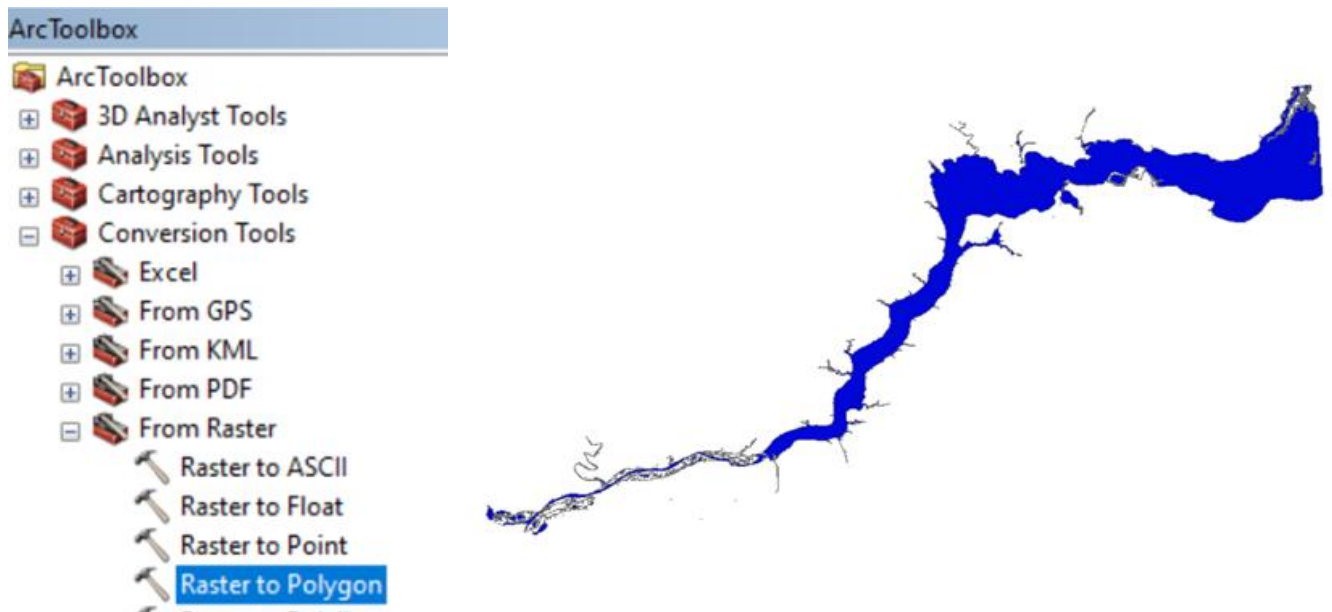 ArcToolbox
ArcToolbox
3D Analyst Tools
Analysis Tools
Cartography Tools
Conversion Tools
Excel
From GPS
From KML
From PDF
From Raster
Raster to ASCII
Raster to Float
Raster to Point
Raster to Polygon